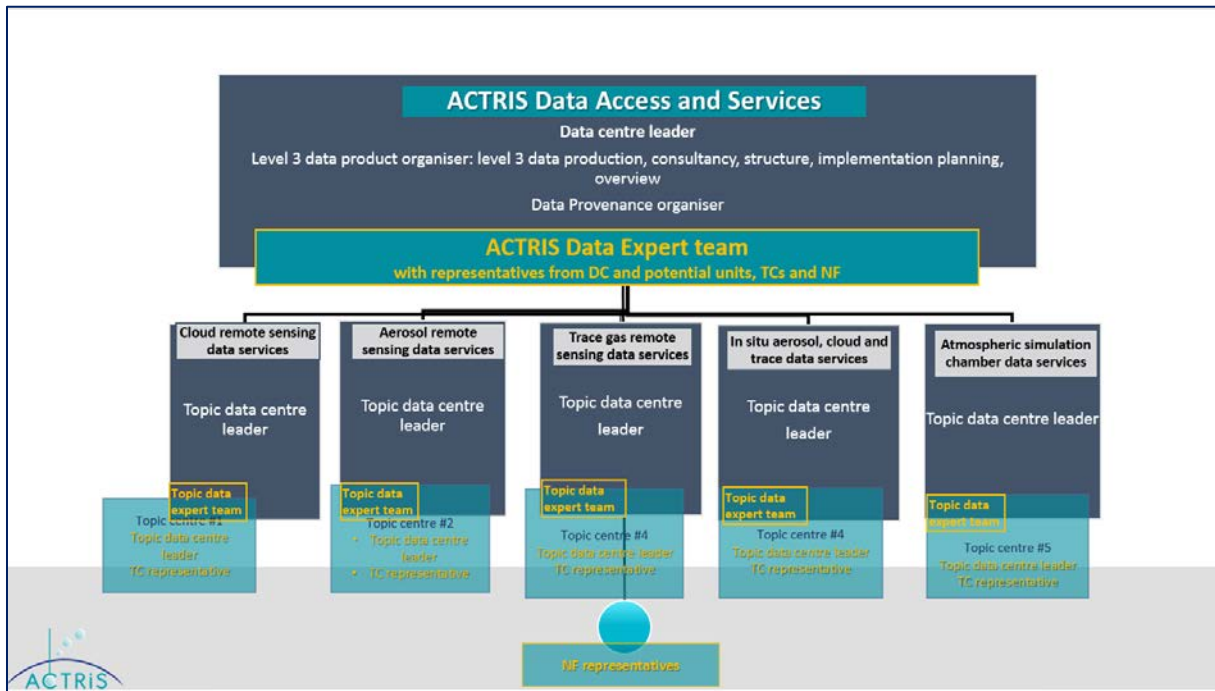 ACTRIS Data Access and Services
Data centre leader
Level 3 data product organiser: level 3 data production, consultancy, structure, implementation planning,
overview
Data Provenance organiser
ACTRIS Data Expert team
with representatives from DC and potential units, TCs and NF
Cloud remote sensing
data services
Topic data centre
leader
Topic data
expert team
Topic centre #1
Topic data centre
leader
TC representative
Aerosol remote
sensing data services
Topic data centre
leader
Topic data
expert team
Topic centre #2
• Topic data centre
leader
• TC representative
Trace gas remote
sensing data services
Topic data centre
leader
Topic data
expert team
Topic centre #4
Topic data centre leader
TC representative
In situ aerosol, cloud and
trace data services
Topic data centre
leader
Topic data
expert team
Topic centre #4
Topic data centre leader
TC representative
Atmospheric simulation
chamber data services
Topic data centre leader
Topic data
expert team
Topic centre #5
Topic data centre leader
TC representative
NF representatives
ACTRiS